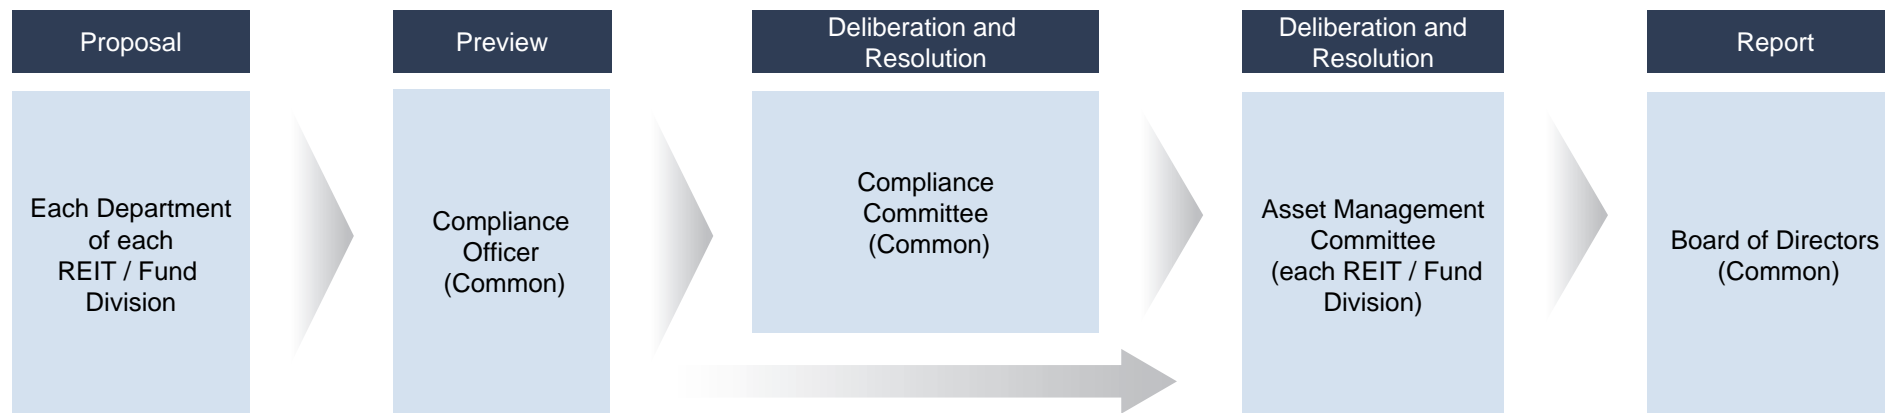 Proposal
Preview
Deliberation and
Resolution
Deliberation and
Resolution
Report
Each Department
of each
REIT / Fund
Division
Compliance
Officer
(Common)
Compliance
Committee
(Common)
Asset Management
Committee
(each REIT / Fund
Division)
Board of Directors
(Common)